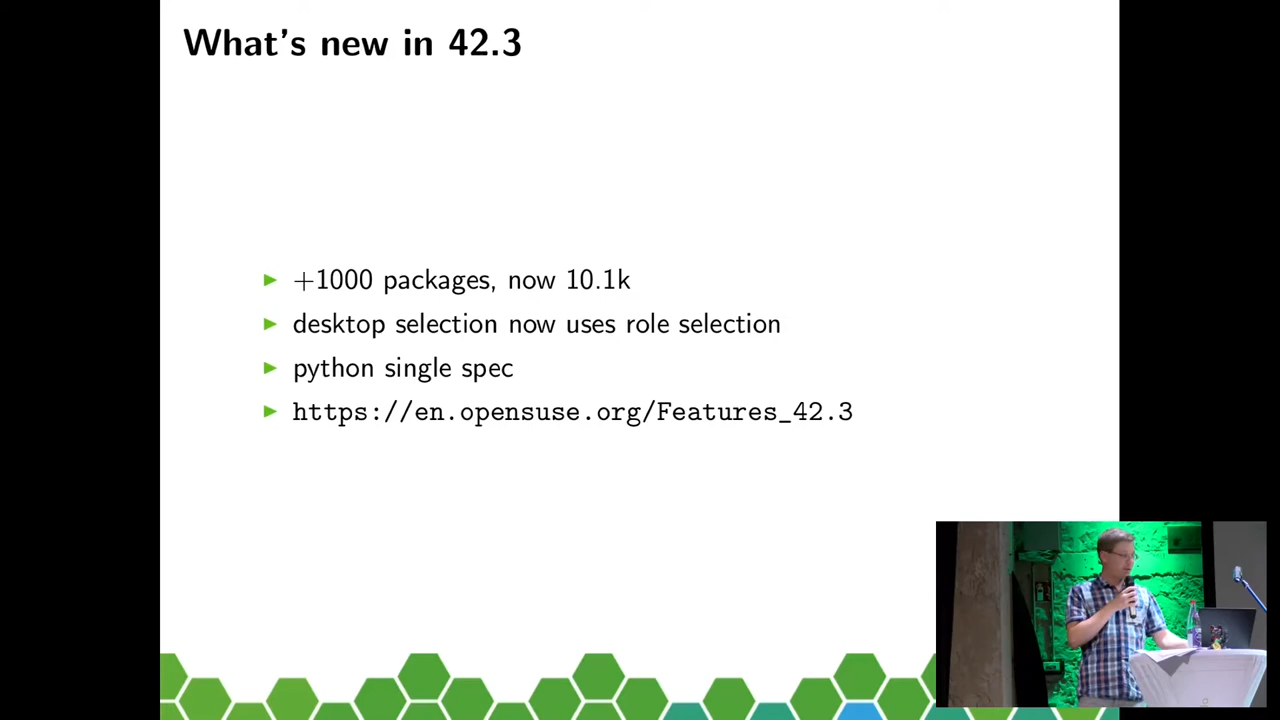 What's new in 42.3
+1000 packages, now 10.1k
desktop selection now uses role selection
python single spec
https://en.opensuse.org/Features_42.3